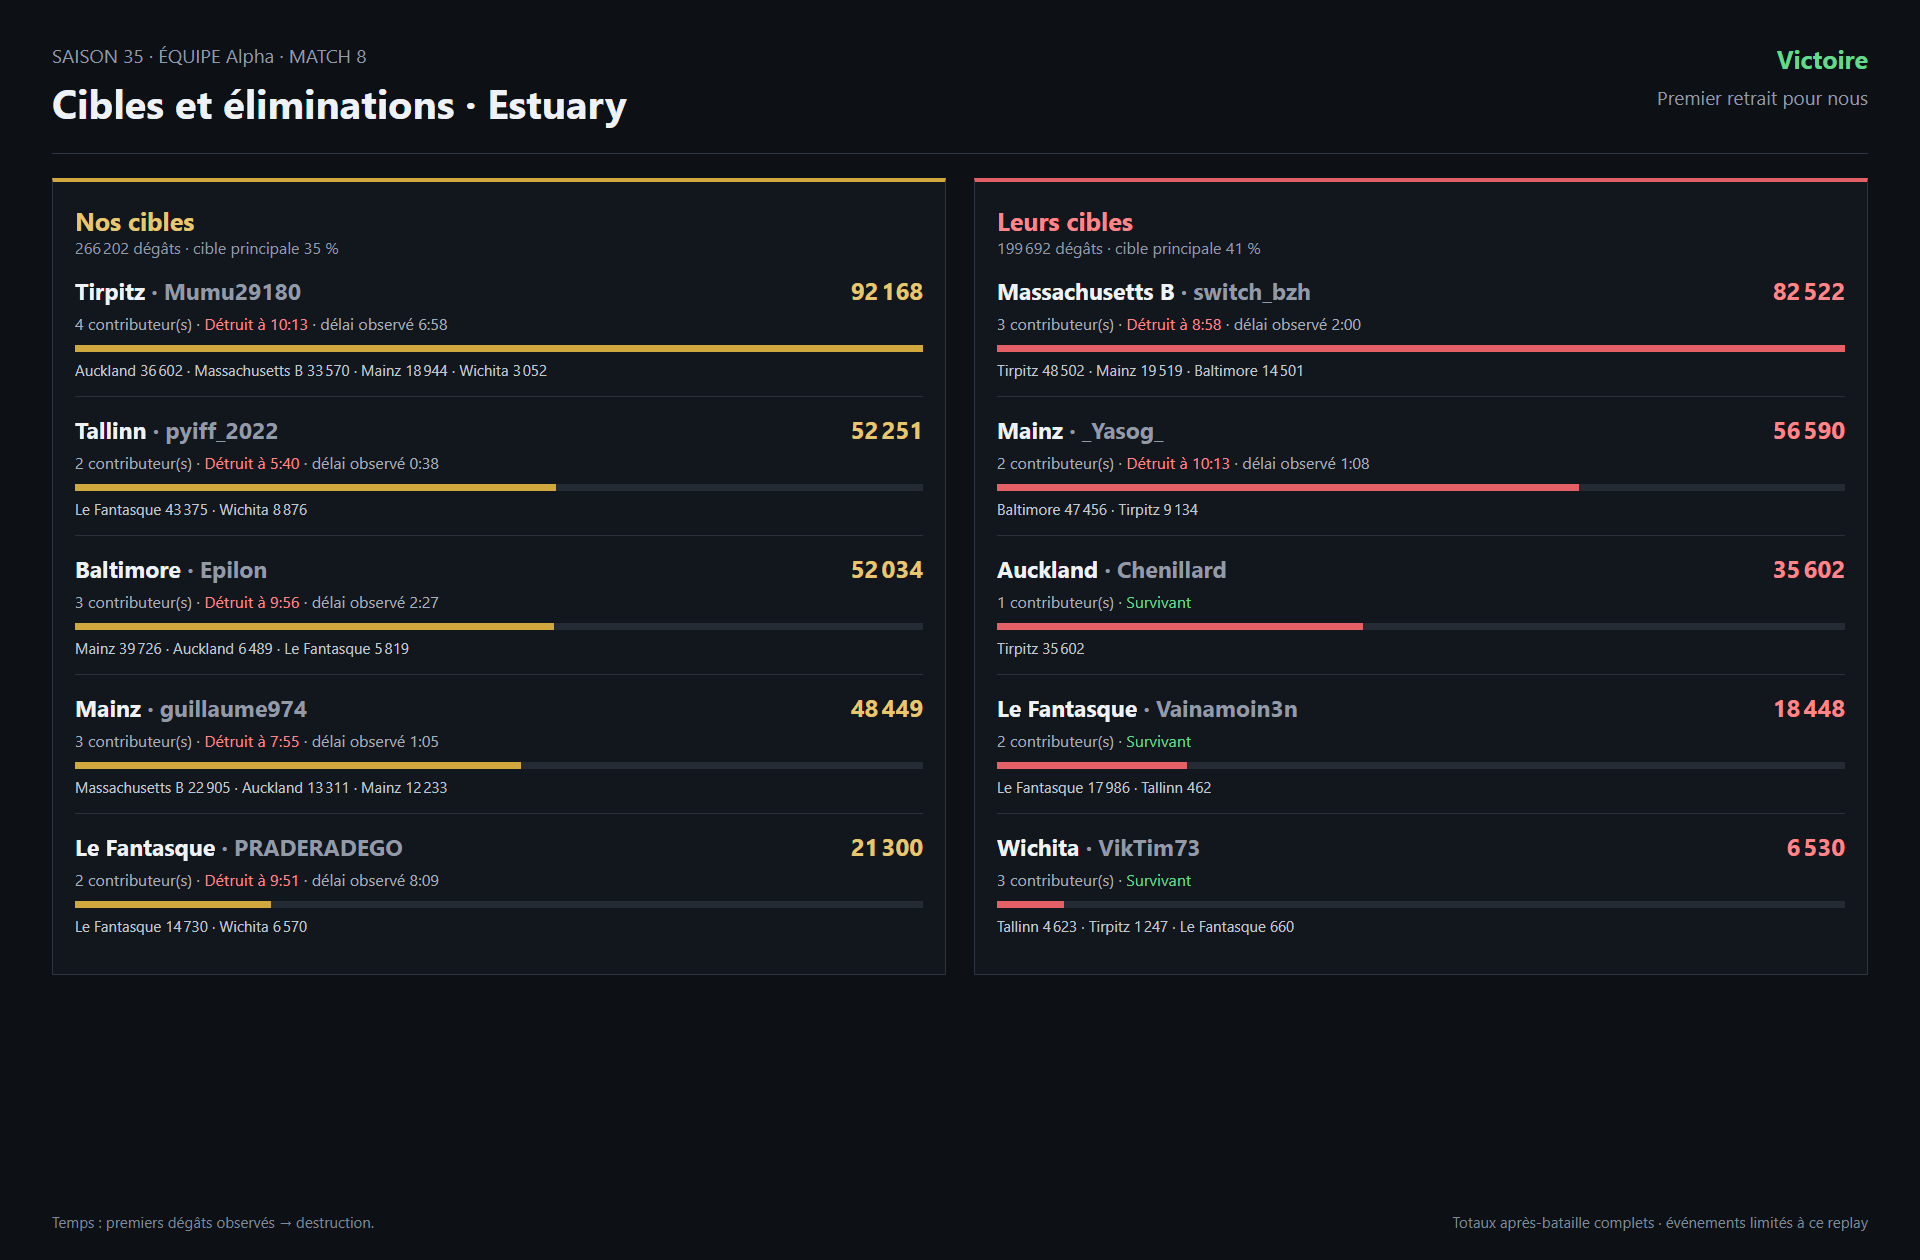 SAISON 35 · ÉQUIPE Alpha · MATCH 8
Cibles et éliminations · Estuary
Victoire
Premier retrait pour nous
Nos cibles
266 202 dégâts · cible principale 35 %
Tirpitz · Mumu29180
92 168
4 contributeur(s) · Détruit à 10:13 · délai observé 6:58
Auckland 36 602 · Massachusetts B 33 570 · Mainz 18 944 · Wichita 3 052
Tallinn · pyiff_2022
52 251
2 contributeur(s) · Détruit à 5:40 · délai observé 0:38
Le Fantasque 43 375 · Wichita 8 876
Baltimore · Epilon
52 034
3 contributeur(s) · Détruit à 9:56 · délai observé 2:27
Mainz 39 726 · Auckland 6 489 · Le Fantasque 5 819
Mainz · guillaume974
48 449
3 contributeur(s) · Détruit à 7:55 · délai observé 1:05
Massachusetts B 22 905 · Auckland 13 311 · Mainz 12 233
Le Fantasque · PRADERADEGO
21 300
2 contributeur(s) · Détruit à 9:51 · délai observé 8:09
Le Fantasque 14 730 · Wichita 6 570
Leurs cibles
199 692 dégâts · cible principale 41 %
Massachusetts B · switch_bzh
82 522
3 contributeur(s) · Détruit à 8:58 · délai observé 2:00
Tirpitz 48 502 · Mainz 19 519 · Baltimore 14 501
Mainz · _Yasog_
56 590
2 contributeur(s) · Détruit à 10:13 · délai observé 1:08
Baltimore 47 456 · Tirpitz 9 134
Auckland · Chenillard
35 602
1 contributeur(s) · Survivant
Tirpitz 35 602
Le Fantasque · Vainamoin3n
18 448
2 contributeur(s) · Survivant
Le Fantasque 17 986 · Tallinn 462
Wichita · VikTim73
6 530
3 contributeur(s) · Survivant
Tallinn 4 623 · Tirpitz 1 247 · Le Fantasque 660
Temps : premiers dégâts observés → destruction.
Totaux après-bataille complets · événements limités à ce replay